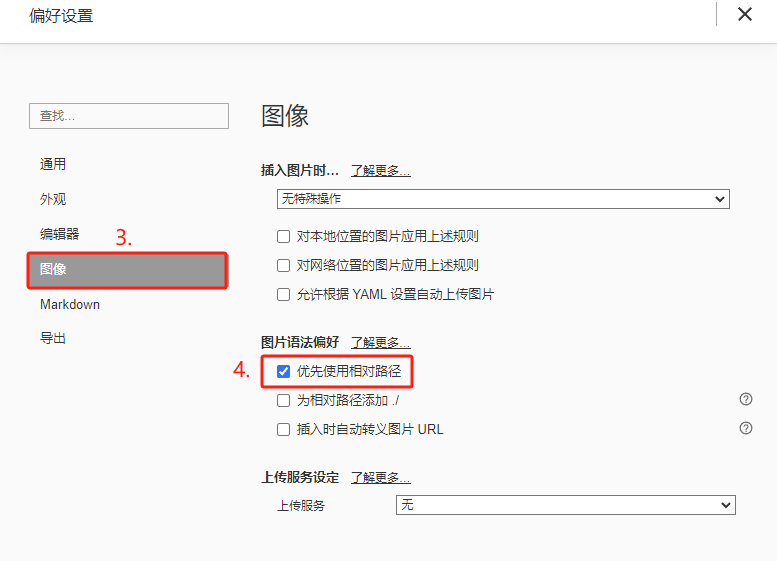 偏好设置
查找...
通用
外观
编辑器
3.
图像
Markdown
导出
图像
插入图片时... 了解更多...
无特殊操作
对本地位置的图片应用上述规则
对网络位置的图片应用上述规则
允许根据 YAML 设置自动上传图片
图片语法偏好 了解更多...
4. 优先使用相对路径
为相对路径添加 ./
插入时自动转义图片 URL
上传服务设定 了解更多...
上传服务 无